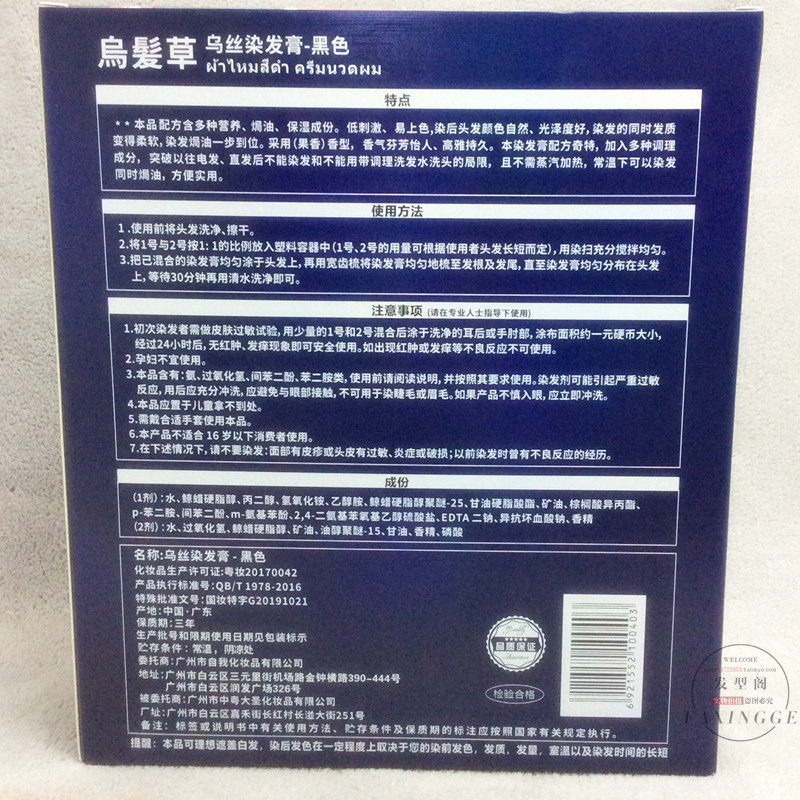 烏髮草 乌丝染发膏-黑色
ผ้าไหมสีดำ ครีมนวดผม
特点
**本品配方含多种营养、焗油、保湿成份。低刺激、易上色,染后头发颜色自然、光泽度好,染发的同时发质
变得柔软,染发焗油一步到位。采用(果香)香型,香气芬芳怡人、高雅持久。本染发膏配方奇特,加入多种调理
成分,突破以往电发、直发后不能染发和不能用带调理洗发水洗头的局限,且不需蒸汽加热,常温下可以染发
同时焗油,方便实用。
使用方法
1.使用前将头发洗净、擦干。
2.将1号与2号按1:1的比例放入塑料容器中(1号、2号的用量可根据使用者头发长短而定),用染扫充分搅拌均匀。
3.把已混合的染发膏均匀涂于头发上,再用宽齿梳将染发膏均匀地梳至发根及发尾,直至染发膏均匀分布在头发
上,等待30分钟再用清水洗净即可。
注意事项 (请在专业人士指导下使用)
1.初次染发者需做皮肤过敏试验,用少量的1号和2号混合后涂于洗净的耳后或手肘部,涂布面积约一元硬币大小,
经过24小时后,无红肿、发痒现象即可安全使用。如出现红肿或发痒等不良反应不可使用。
2.孕妇不宜使用。
3.本品含有:氨、过氧化氢、间苯二酚、苯二胺类,使用前请阅读说明,并按照其要求使用。染发剂可能引起严重过敏
反应,用后应充分冲洗,应避免与眼部接触,不可用于染睫毛或眉毛。如果产品不慎入眼,应立即冲洗。
4.本品应置于儿童拿不到处。
5.需戴合适手套使用本品。
6.本产品不适合16岁以下消费者使用。
7.在下述情况下,请不要染发:面部有皮疹或头皮有过敏、炎症或破损;以前染发时曾有不良反应的经历。
成份
(1剂):水、鲸蜡硬脂醇、丙二醇、氢氧化铵、乙醇胺、鲸蜡硬脂醇聚醚-25、甘油硬脂酸酯、矿油、棕榈酸异丙酯、
p-苯二胺、间苯二酚、m-氨基苯酚、2,4-二氨基苯氧基乙醇硫酸盐、EDTA二钠、异抗坏血酸钠、香精
(2剂):水、过氧化氢、鲸蜡硬脂醇、矿油、油醇聚醚-15、甘油、香精、磷酸
名称:乌丝染发膏-黑色
化妆品生产许可证:粤妆20170042
产品执行标准号:QB/T 1978-2016
特殊批准文号:国妆特字G20191021
产地:中国·广东
保质期:三年
生产批号和限期使用日期见包装标示
贮存条件:常温,阴凉处
委托商:广州市自我化妆品有限公司
地址:广州市白云区三元里街机场路金钟横路390-444号
广州市白云区润发广场326号
被委托商:广州市中粤大圣化妆品有限公司
厂址:广州市白云区嘉禾街长红村长溢大街251号
备注:标签或说明书中有关使用方法、贮存条件及保质期的标注应按照国家有关规定执行。
提醒:本品可理想遮盖白发,染后发色在一定程度上取决于您的染前发色,发质,发量,室温以及染发时间的长短
品质保证
检验合格
6921552100403
WELCOME
发型阁
FAXINGGE